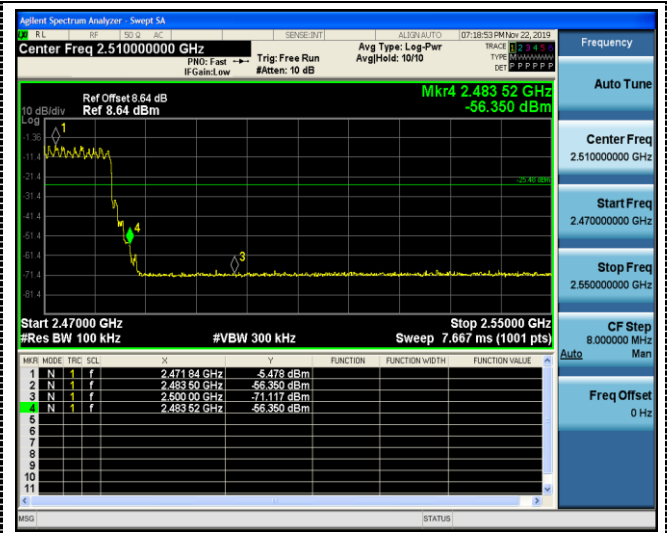 Agilent Spectrum Analyzer - Swept SA
RL RF 50 Ω AC SENSE:INT ALIGN AUTO 07:18:53 PM Nov 22, 2019
Center Freq 2.510000000 GHz
PNO: Fast
IFGain:Low
Trig: Free Run
#Atten: 10 dB
Avg Type: Log-Pwr
Avg|Hold: 10/10
TRACE 1 2 3 4 5 6
TYPE M W W W W W
DET P P P P P P
Frequency
Auto Tune
Center Freq
2.510000000 GHz
Start Freq
2.470000000 GHz
Stop Freq
2.550000000 GHz
CF Step
8.000000 MHz
Auto Man
Freq Offset
0 Hz
Mkr4 2.483 52 GHz
-56.350 dBm
Ref Offset 8.64 dB
10 dB/div Ref 8.64 dBm
Log
1
-1.36
-11.4
-21.4
-25.48 dBm
-31.4
-41.4
4
-51.4
3
-61.4
-71.4
-81.4
Start 2.47000 GHz Stop 2.55000 GHz
#Res BW 100 kHz #VBW 300 kHz Sweep 7.667 ms (1001 pts)
MKR MODE TRC SCL X Y FUNCTION FUNCTION WIDTH FUNCTION VALUE
1 N 1 f 2.471 84 GHz -5.478 dBm
2 N 1 f 2.483 50 GHz -56.350 dBm
3 N 1 f 2.500 00 GHz -71.117 dBm
4 N 1 f 2.483 52 GHz -56.350 dBm
5
6
7
8
9
10
11
MSG STATUS